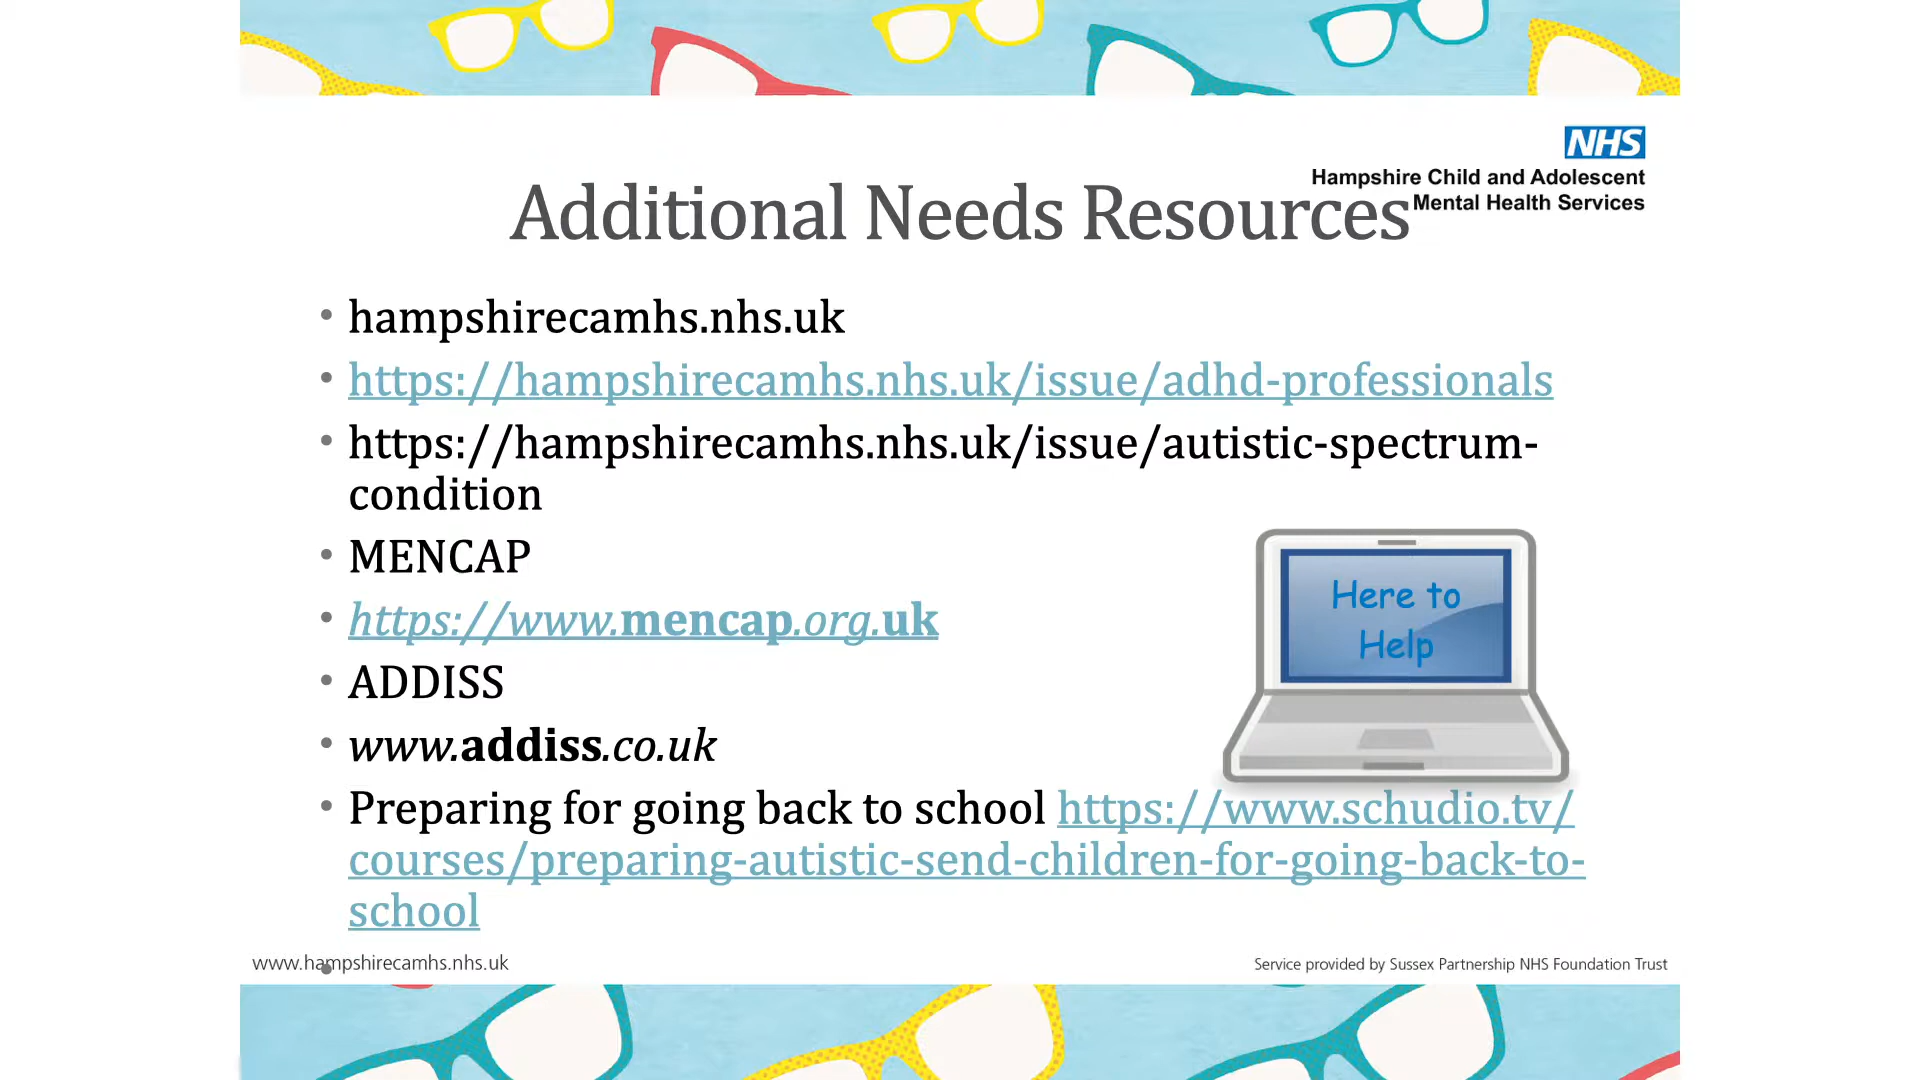 NHS
Hampshire Child and Adolescent
Mental Health Services
Additional Needs Resources
• hampshirecamhs.nhs.uk
• https://hampshirecamhs.nhs.uk/issue/adhd-professionals
• https://hampshirecamhs.nhs.uk/issue/autistic-spectrum-
condition
• MENCAP
• https://www.mencap.org.uk
• ADDISS
• www.addiss.co.uk
• Preparing for going back to school https://www.schudio.tv/
courses/preparing-autistic-send-children-for-going-back-to-
school
Here to
Help
www.hampshirecamhs.nhs.uk
Service provided by Sussex Partnership NHS Foundation Trust